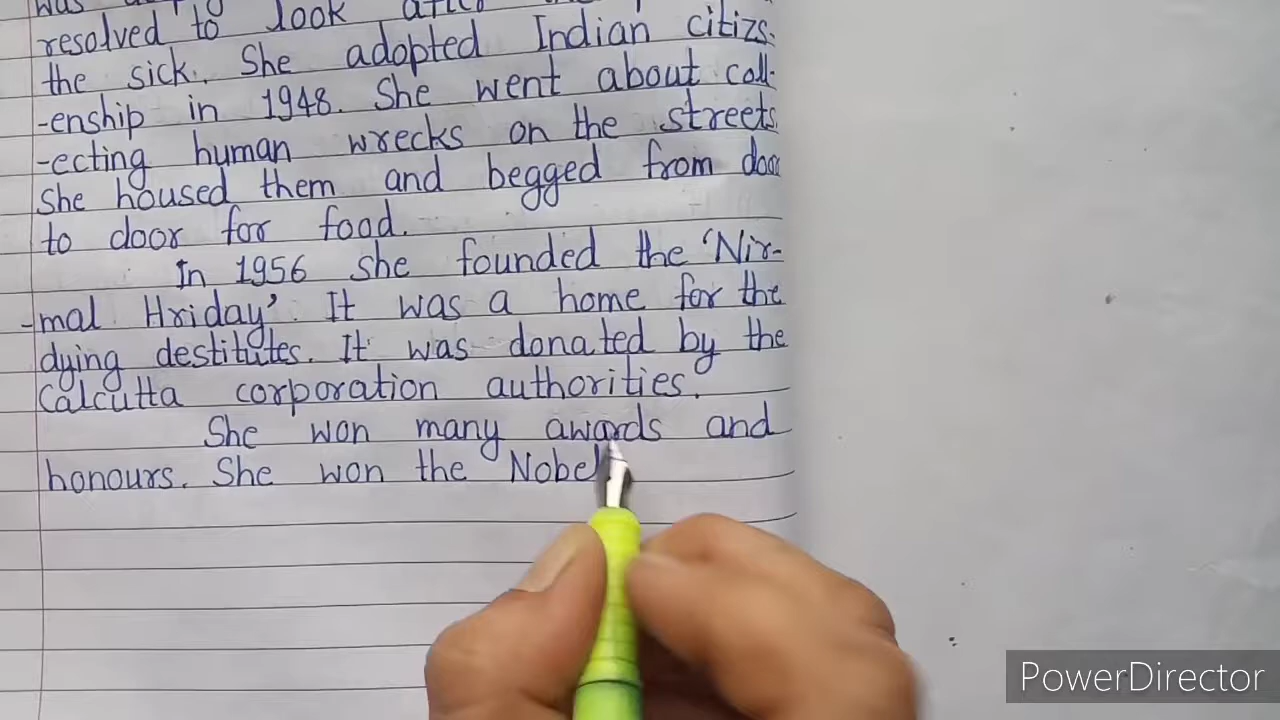 was
resolved to look after
the sick. She adopted Indian citizs-
-enship in 1948. She went about coll-
-ecting human wrecks on the streets.
She housed them and begged from door
to door for food.
In 1956 she founded the ‘Nir-
-mal Hriday’. It was a home for the
dying destitutes. It was donated by the
Calcutta corporation authorities.
She won many awards and
honours. She won the Nobel
PowerDirector